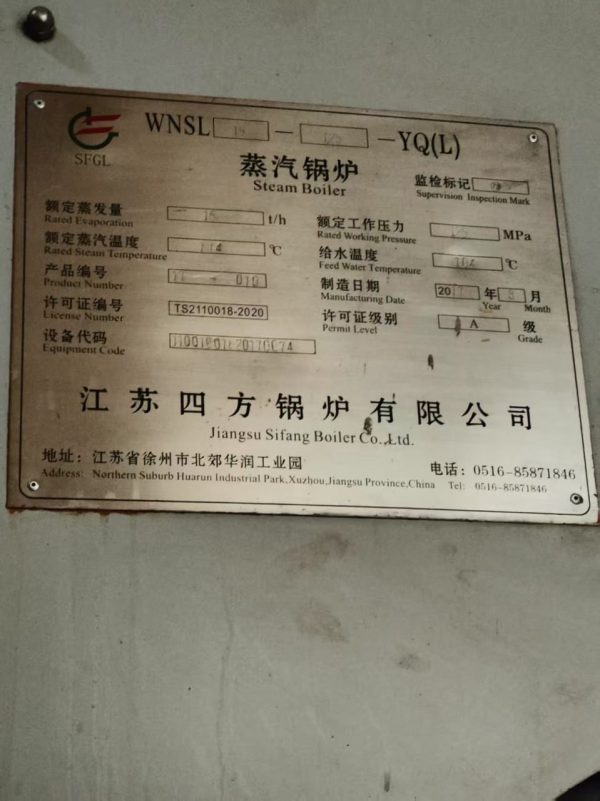 SFGL
WNSL 15 - 1.25 -YQ(L)
蒸汽锅炉
Steam Boiler
监检标记
Supervision Inspection Mark
额定蒸发量 15 t/h
Rated Evaporation
额定工作压力 MPa
Rated Working Pressure
额定蒸汽温度 194 ℃
Rated Steam Temperature
给水温度 104 ℃
Feed Water Temperature
产品编号
Product Number
制造日期 20 年 月
Manufacturing Date Year Month
许可证编号 TS2110018-2020
License Number
许可证级别 A 级
Permit Level Grade
设备代码
Equipment Code
江苏四方锅炉有限公司
Jiangsu Sifang Boiler Co.,Ltd.
地址：江苏省徐州市北郊华润工业园 电话：0516-85871846
Address: Northern Suburb Huarun Industrial Park,Xuzhou,Jiangsu Province,China Tel: 0516-85871846